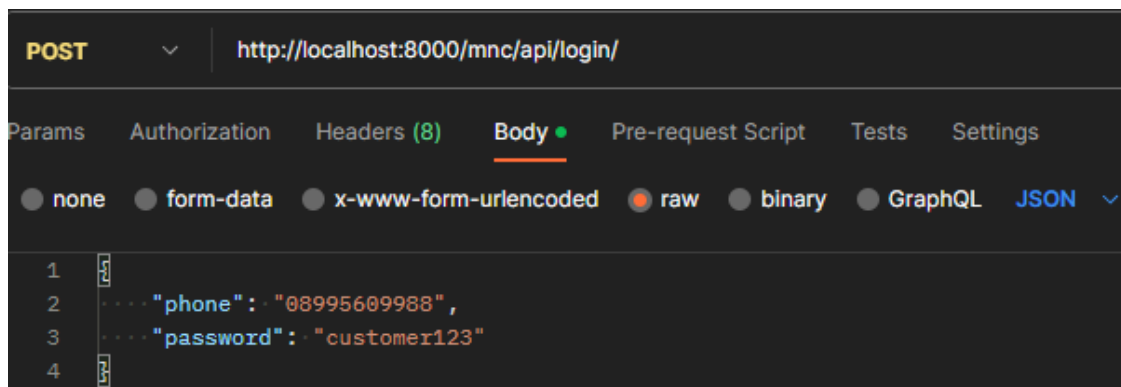 POST http://localhost:8000/mnc/api/login/
Params Authorization Headers (8) Body Pre-request Script Tests Settings
none form-data x-www-form-urlencoded raw binary GraphQL JSON
1 {
2 "phone": "08995609988",
3 "password": "customer123"
4 }